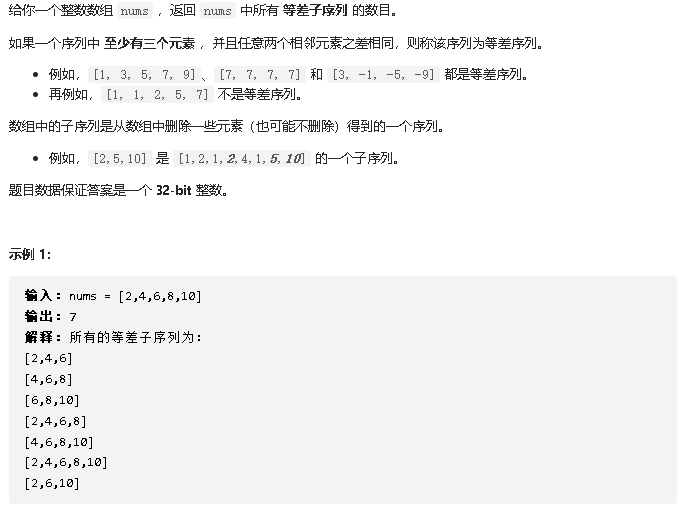 给你一个整数数组 nums ，返回 nums 中所有 等差子序列 的数目。
如果一个序列中 至少有三个元素 ，并且任意两个相邻元素之差相同，则称该序列为等差序列。
• 例如，[1, 3, 5, 7, 9]、[7, 7, 7, 7] 和 [3, -1, -5, -9] 都是等差序列。
• 再例如，[1, 1, 2, 5, 7] 不是等差序列。
数组中的子序列是从数组中删除一些元素（也可能不删除）得到的一个序列。
• 例如，[2,5,10] 是 [1,2,1,2,4,1,5,10] 的一个子序列。
题目数据保证答案是一个 32-bit 整数。
示例 1：
输入：nums = [2,4,6,8,10]
输出：7
解释：所有的等差子序列为：
[2,4,6]
[4,6,8]
[6,8,10]
[2,4,6,8]
[4,6,8,10]
[2,4,6,8,10]
[2,6,10]